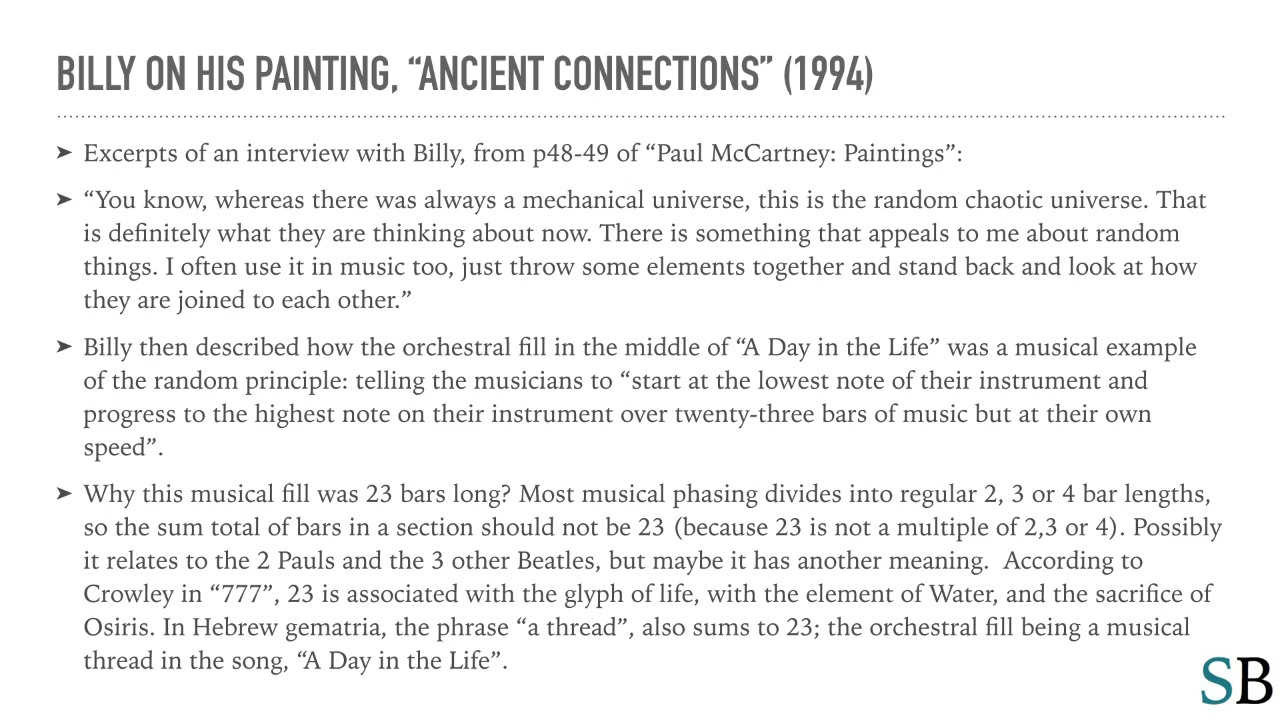 BILLY ON HIS PAINTING, “ANCIENT CONNECTIONS” (1994)
➤ Excerpts of an interview with Billy, from p48-49 of “Paul McCartney: Paintings”:
➤ “You know, whereas there was always a mechanical universe, this is the random chaotic universe. That
is definitely what they are thinking about now. There is something that appeals to me about random
things. I often use it in music too, just throw some elements together and stand back and look at how
they are joined to each other.”
➤ Billy then described how the orchestral fill in the middle of “A Day in the Life” was a musical example
of the random principle: telling the musicians to “start at the lowest note of their instrument and
progress to the highest note on their instrument over twenty-three bars of music but at their own
speed”.
➤ Why this musical fill was 23 bars long? Most musical phasing divides into regular 2, 3 or 4 bar lengths,
so the sum total of bars in a section should not be 23 (because 23 is not a multiple of 2,3 or 4). Possibly
it relates to the 2 Pauls and the 3 other Beatles, but maybe it has another meaning.  According to
Crowley in “777”, 23 is associated with the glyph of life, with the element of Water, and the sacrifice of
Osiris. In Hebrew gematria, the phrase “a thread”, also sums to 23; the orchestral fill being a musical
thread in the song, “A Day in the Life”.
SB